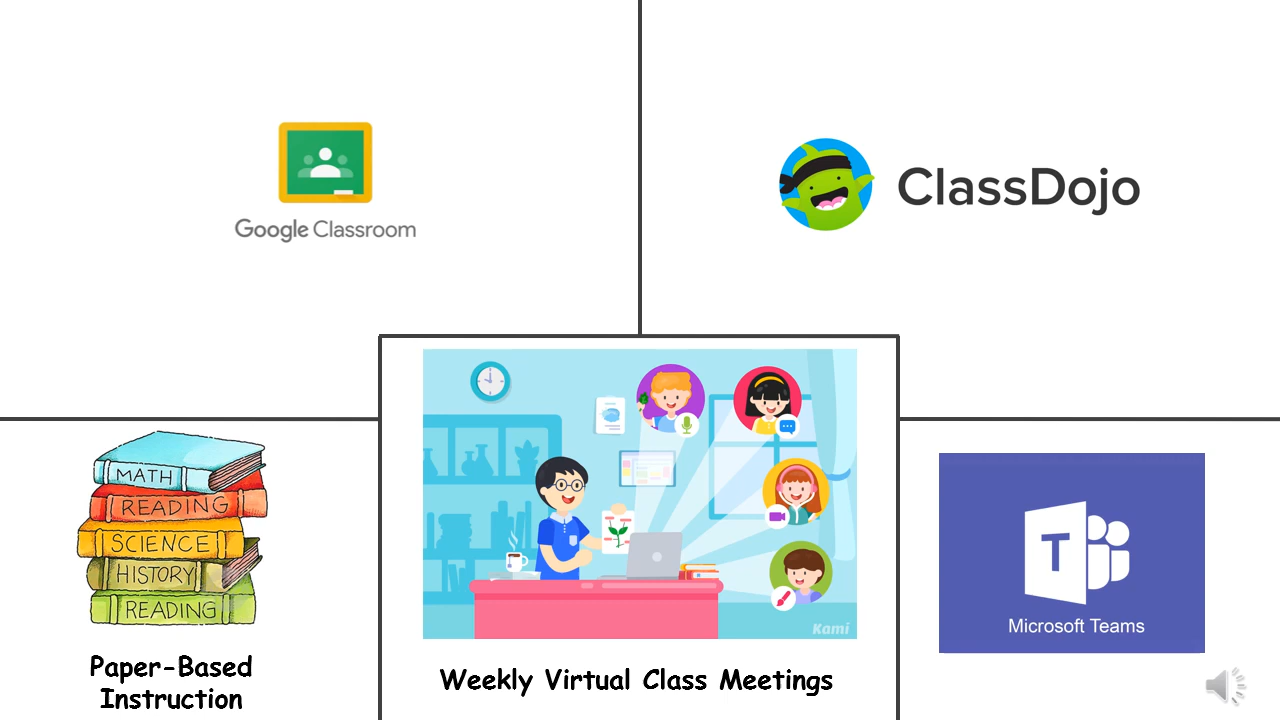 Google Classroom
ClassDojo
MATH
READING
SCIENCE
HISTORY
READING
Paper-Based
Instruction
Kami
Weekly Virtual Class Meetings
T
Microsoft Teams